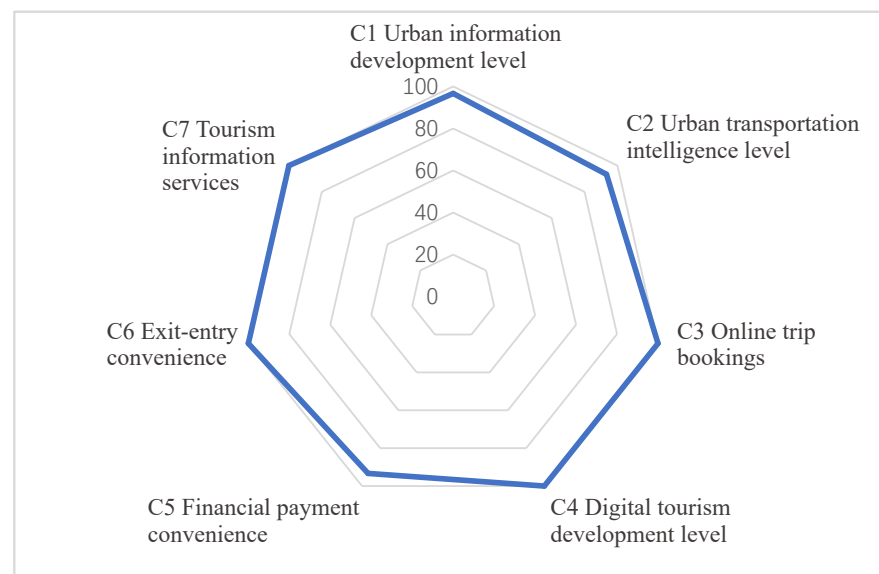 C1 Urban information
development level
100
80
60
40
20
0
C2 Urban transportation
intelligence level
C3 Online trip
bookings
C4 Digital tourism
development level
C5 Financial payment
convenience
C6 Exit-entry
convenience
C7 Tourism
information
services